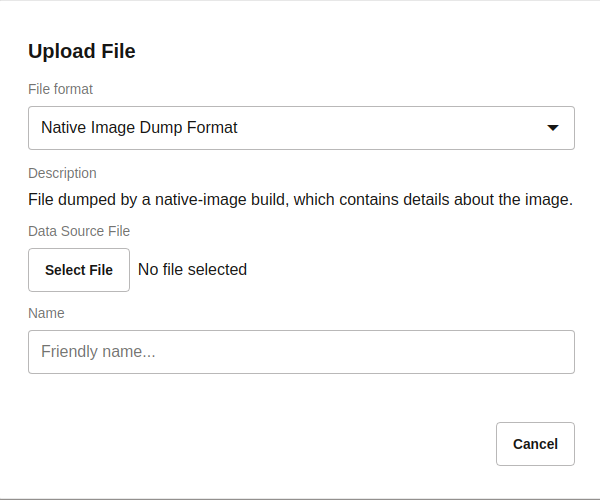 Upload File
File format
Native Image Dump Format
Description
File dumped by a native-image build, which contains details about the image.
Data Source File
Select File No file selected
Name
Friendly name...
Cancel